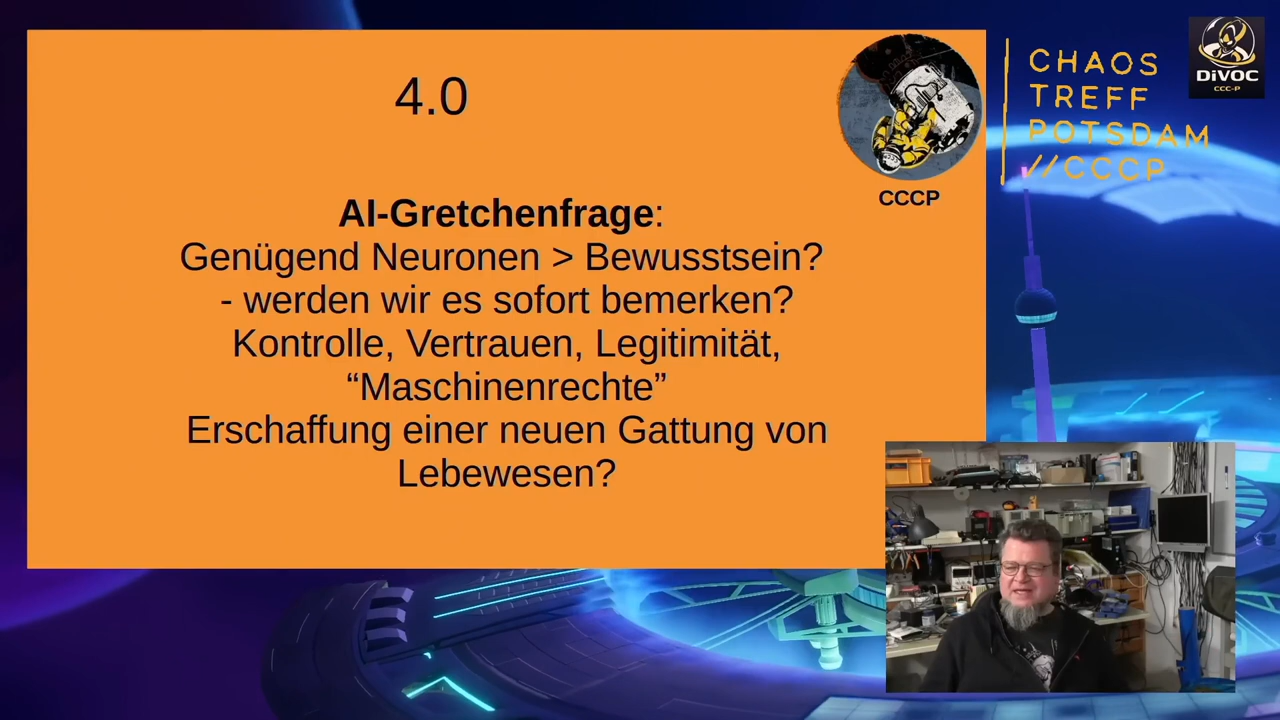 4.0
CCCP
AI-Gretchenfrage:
Genügend Neuronen > Bewusstsein?
- werden wir es sofort bemerken?
Kontrolle, Vertrauen, Legitimität,
“Maschinenrechte”
Erschaffung einer neuen Gattung von
Lebewesen?
CHAOS
TREFF
POTSDAM
//CCCP
DiVOC
CCC-P